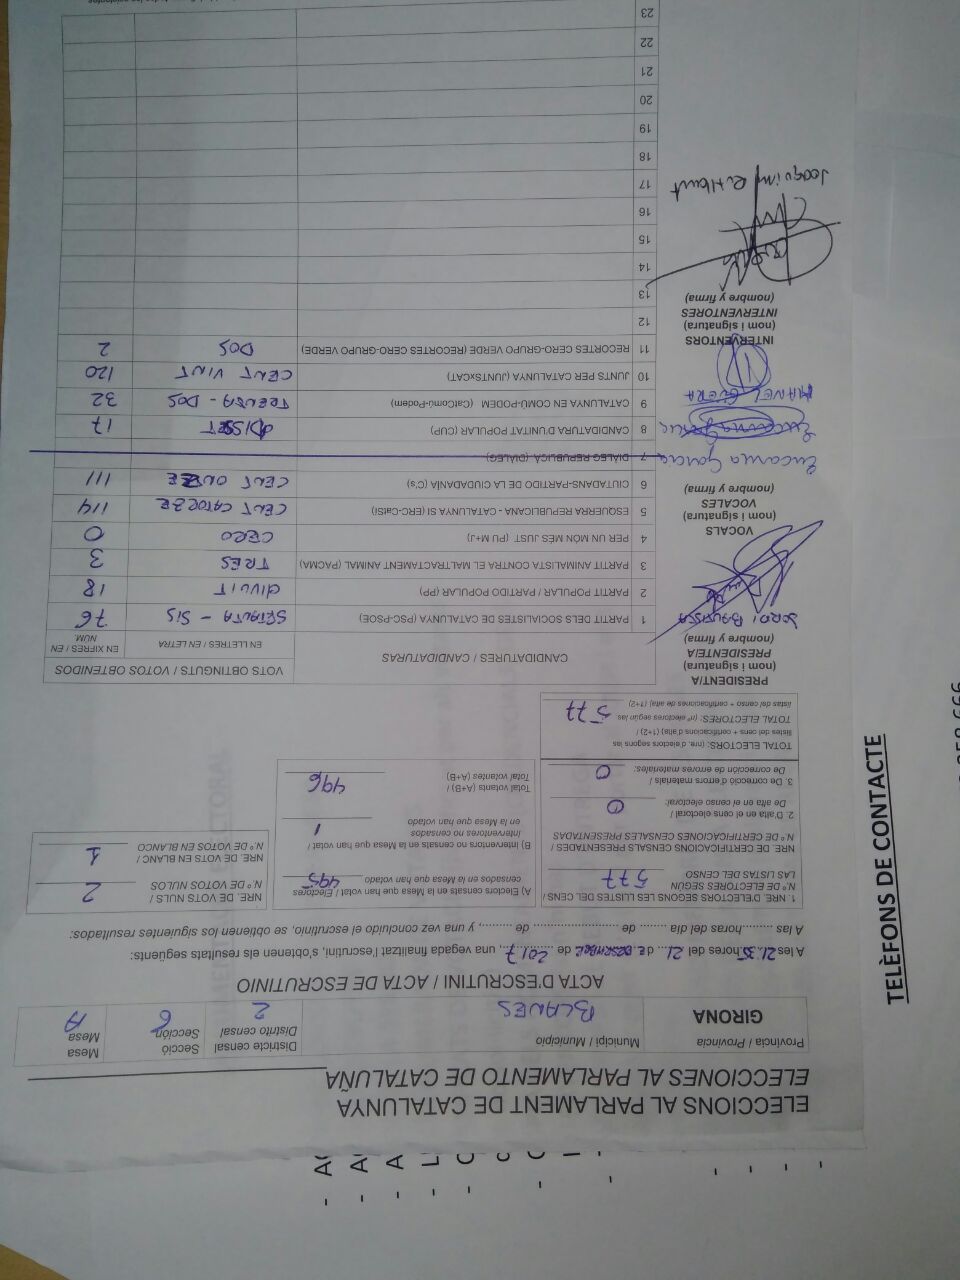 TELÈFONS DE CONTACTE
ELECCIONS AL PARLAMENT DE CATALUNYA
ELECCIONES AL PARLAMENTO DE CATALUÑA
Província / Provincia
GIRONA
Municipi / Municipio
BLANES
Districte censal
Distrito censal
2
Secció
Sección
6
Mesa
Mesa
A
ACTA D'ESCRUTINI / ACTA DE ESCRUTINIO
A les 21.35 hores del 21 de DESEMBRE de 2017, una vegada finalitzat l'escrutini, s'obtenen els resultats següents:
A las .........horas del día ........ de ......................... de ........., y una vez concluido el escrutinio, se obtienen los siguientes resultados:
1. NRE. D'ELECTORS SEGONS LES LLISTES DEL CENS /
N.º DE ELECTORES SEGÚN
LAS LISTAS DEL CENSO 577
NRE. DE CERTIFICACIONS CENSALS PRESENTADES /
N.º DE CERTIFICACIONES CENSALES PRESENTADAS
2. D'alta en el cens electoral /
De alta en el censo electoral: 0
3. De correcció d'errors materials /
De corrección de errores materiales: 0
TOTAL ELECTORS: (nre. d'electors segons les
llistes del cens + certificacions d'alta) (1+2) /
TOTAL ELECTORES: (nº electores según las
listas del censo + certificaciones de alta) (1+2) 577
A) Electors censats en la Mesa que han votat / Electores
censados en la Mesa que han votado 495
B) Interventors no censats en la Mesa que han votat /
Interventores no censados
en la Mesa que han votado 1
Total votants (A+B) /
Total votantes (A+B) 496
NRE. DE VOTS NULS /
N.º DE VOTOS NULOS 2
NRE. DE VOTS EN BLANC /
N.º DE VOTOS EN BLANCO 1
PRESIDENT/A
(nom i signatura)
PRESIDENTE/A
(nombre y firma)
JORDI BAUTISSA
VOCALS
(nom i signatura)
VOCALES
(nombre y firma)
Encarna García
Encarna García
MANEL GÜERA
INTERVENTORS
(nom i signatura)
INTERVENTORES
(nombre y firma)
Joaquim
CANDIDATURES / CANDIDATURAS
VOTS OBTINGUTS / VOTOS OBTENIDOS
EN LLETRES / EN LETRA
EN XIFRES / EN NÚM.
1 PARTIT DELS SOCIALISTES DE CATALUNYA (PSC-PSOE) SETANTA - SIS 76
2 PARTIT POPULAR / PARTIDO POPULAR (PP) DIVUIT 18
3 PARTIT ANIMALISTA CONTRA EL MALTRACTAMENT ANIMAL (PACMA) TRES 3
4 PER UN MÓN MÉS JUST (PU M+J) CERO 0
5 ESQUERRA REPUBLICANA - CATALUNYA SI (ERC-CatSí) CENT CATORZE 114
6 CIUTADANS-PARTIDO DE LA CIUDADANÍA (C's) CENT ONZE 111
7 DIÀLEG REPUBLICÀ (DIÀLEG)
8 CANDIDATURA D'UNITAT POPULAR (CUP) DISSET 17
9 CATALUNYA EN COMÚ-PODEM (CatComú-Podem) TRENTA - DOS 32
10 JUNTS PER CATALUNYA (JUNTSxCAT) CENT VINT 120
11 RECORTES CERO-GRUPO VERDE (RECORTES CERO-GRUPO VERDE) DOS 2
12
13
14
15
16
17
18
19
20
21
22
23